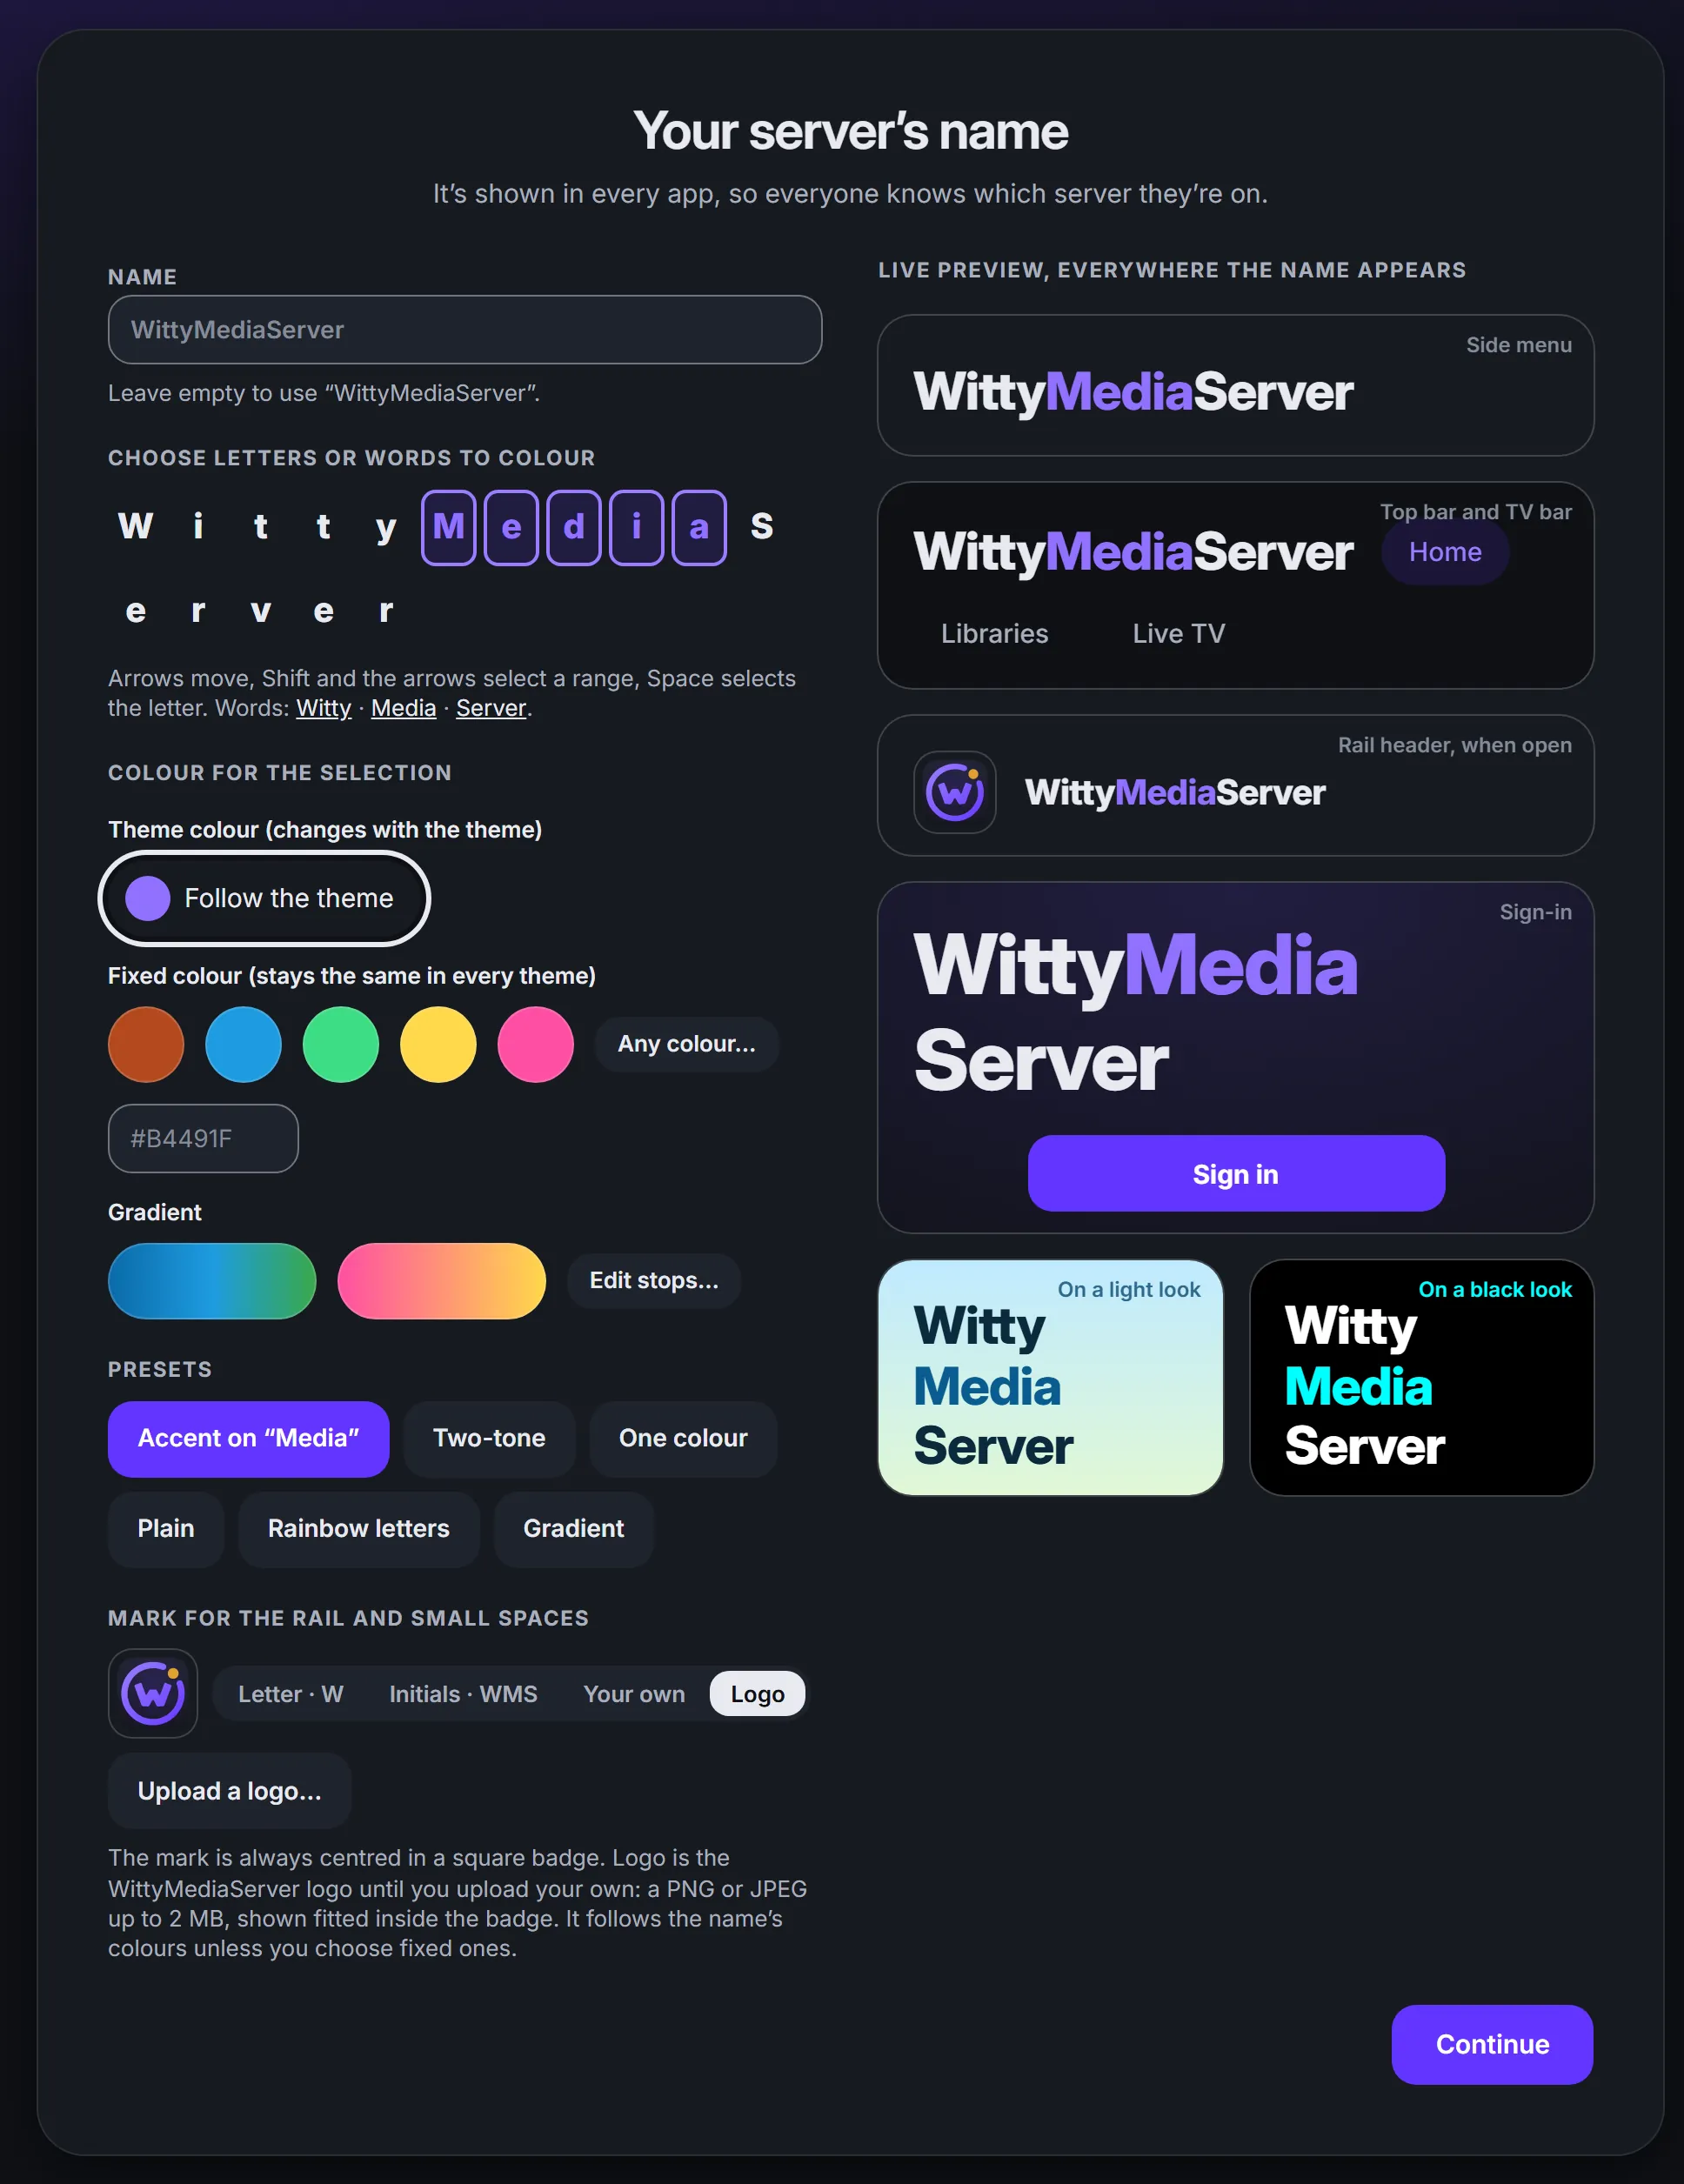 Your server’s name
It’s shown in every app, so everyone knows which server they’re on.
NAME
WittyMediaServer
Leave empty to use “WittyMediaServer”.
CHOOSE LETTERS OR WORDS TO COLOUR
W i t t y M e d i a S
e r v e r
Arrows move, Shift and the arrows select a range, Space selects
the letter. Words: Witty · Media · Server.
COLOUR FOR THE SELECTION
Theme colour (changes with the theme)
Follow the theme
Fixed colour (stays the same in every theme)
Any colour…
#B4491F
Gradient
Edit stops…
PRESETS
Accent on “Media”
Two-tone
One colour
Plain
Rainbow letters
Gradient
MARK FOR THE RAIL AND SMALL SPACES
W
Letter · W
Initials · WMS
Your own
Logo
Upload a logo…
The mark is always centred in a square badge. Logo is the
WittyMediaServer logo until you upload your own: a PNG or JPEG
up to 2 MB, shown fitted inside the badge. It follows the name’s
colours unless you choose fixed ones.
LIVE PREVIEW, EVERYWHERE THE NAME APPEARS
Side menu
WittyMediaServer
Top bar and TV bar
WittyMediaServer
Home
Libraries
Live TV
Rail header, when open
W
WittyMediaServer
Sign-in
WittyMedia
Server
Sign in
On a light look
Witty
Media
Server
On a black look
Witty
Media
Server
Continue